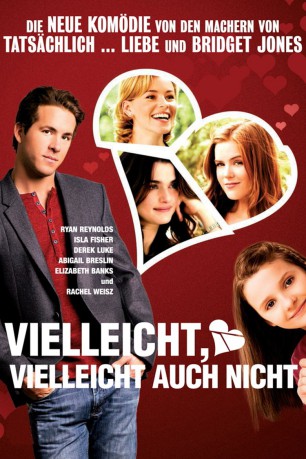 DIE NEUE KOMÖDIE VON DEN MACHERN VON
TATSÄCHLICH ... LIEBE UND BRIDGET JONES
RYAN REYNOLDS
ISLA FISHER
DEREK LUKE
ABIGAIL BRESLIN
ELIZABETH BANKS
UND
RACHEL WEISZ
VIELLEICHT,
VIELLEICHT AUCH NICHT